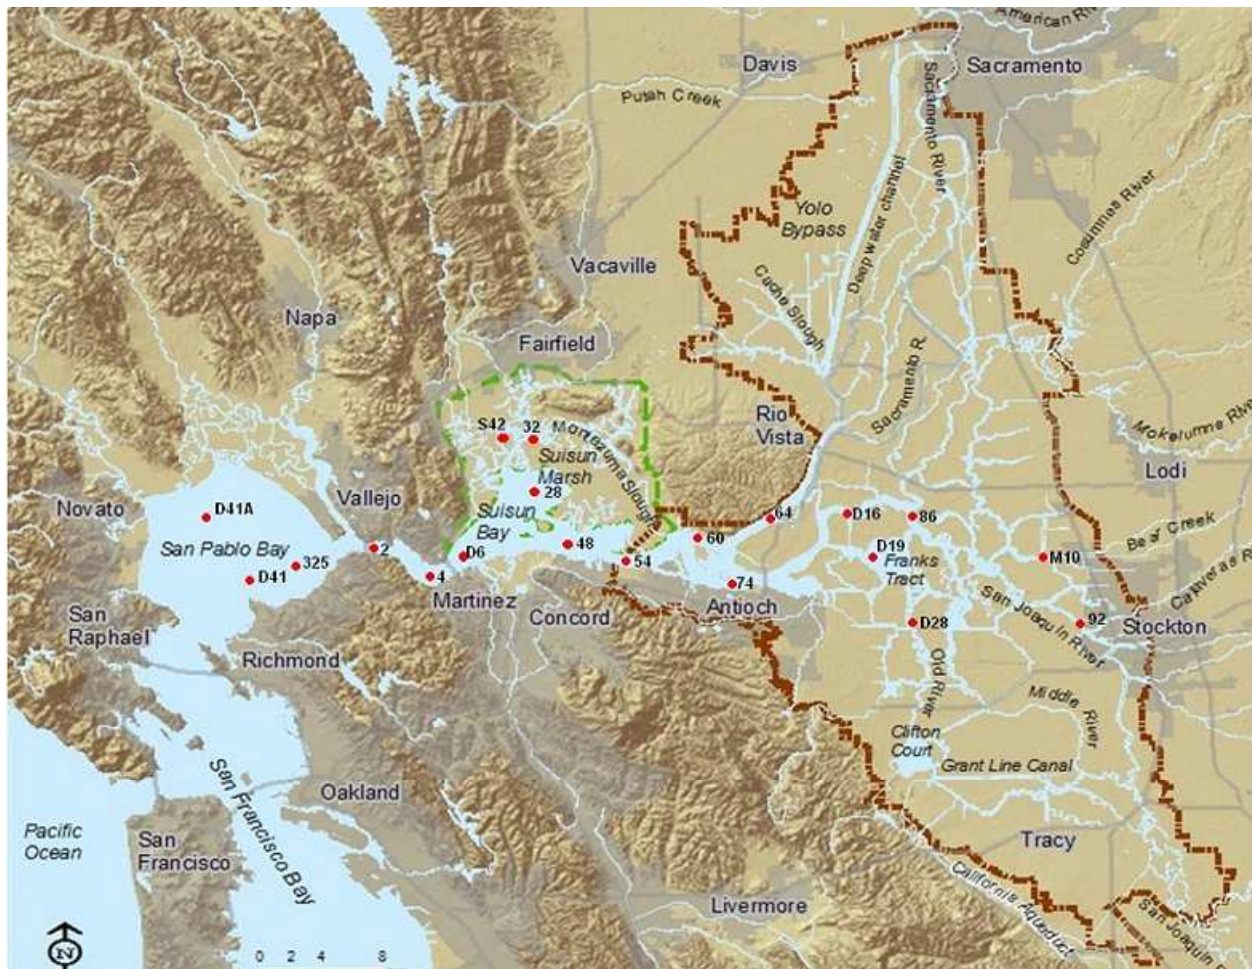 American Riv
Davis
Sacramento
Putah Creek
Sacramento River
Deep water channel
Yolo
Bypass
Cosumnes River
Vacaville
Cache Slough
Napa
Fairfield
Sacramento R.
Rio
Vista
Mokelumne River
Lodi
S42
32
Montezuma Slough
Suisun
Marsh
28
Suisun
Bay
Vallejo
Novato
D41A
San Pablo Bay
D41
325
2
4
D6
48
54
60
64
74
D16
86
D19
Franks
Tract
M10
Bear Creek
Calaveras R
San
Raphael
Martinez
Concord
Antioch
D28
San Joaquin River
92
Stockton
Richmond
Old River
Middle
River
Clifton
Court
Grant Line Canal
San Francisco Bay
Oakland
Pacific
Ocean
San
Francisco
Tracy
Livermore
California Aqueduct
San Joaquin R
N
0 2 4 8